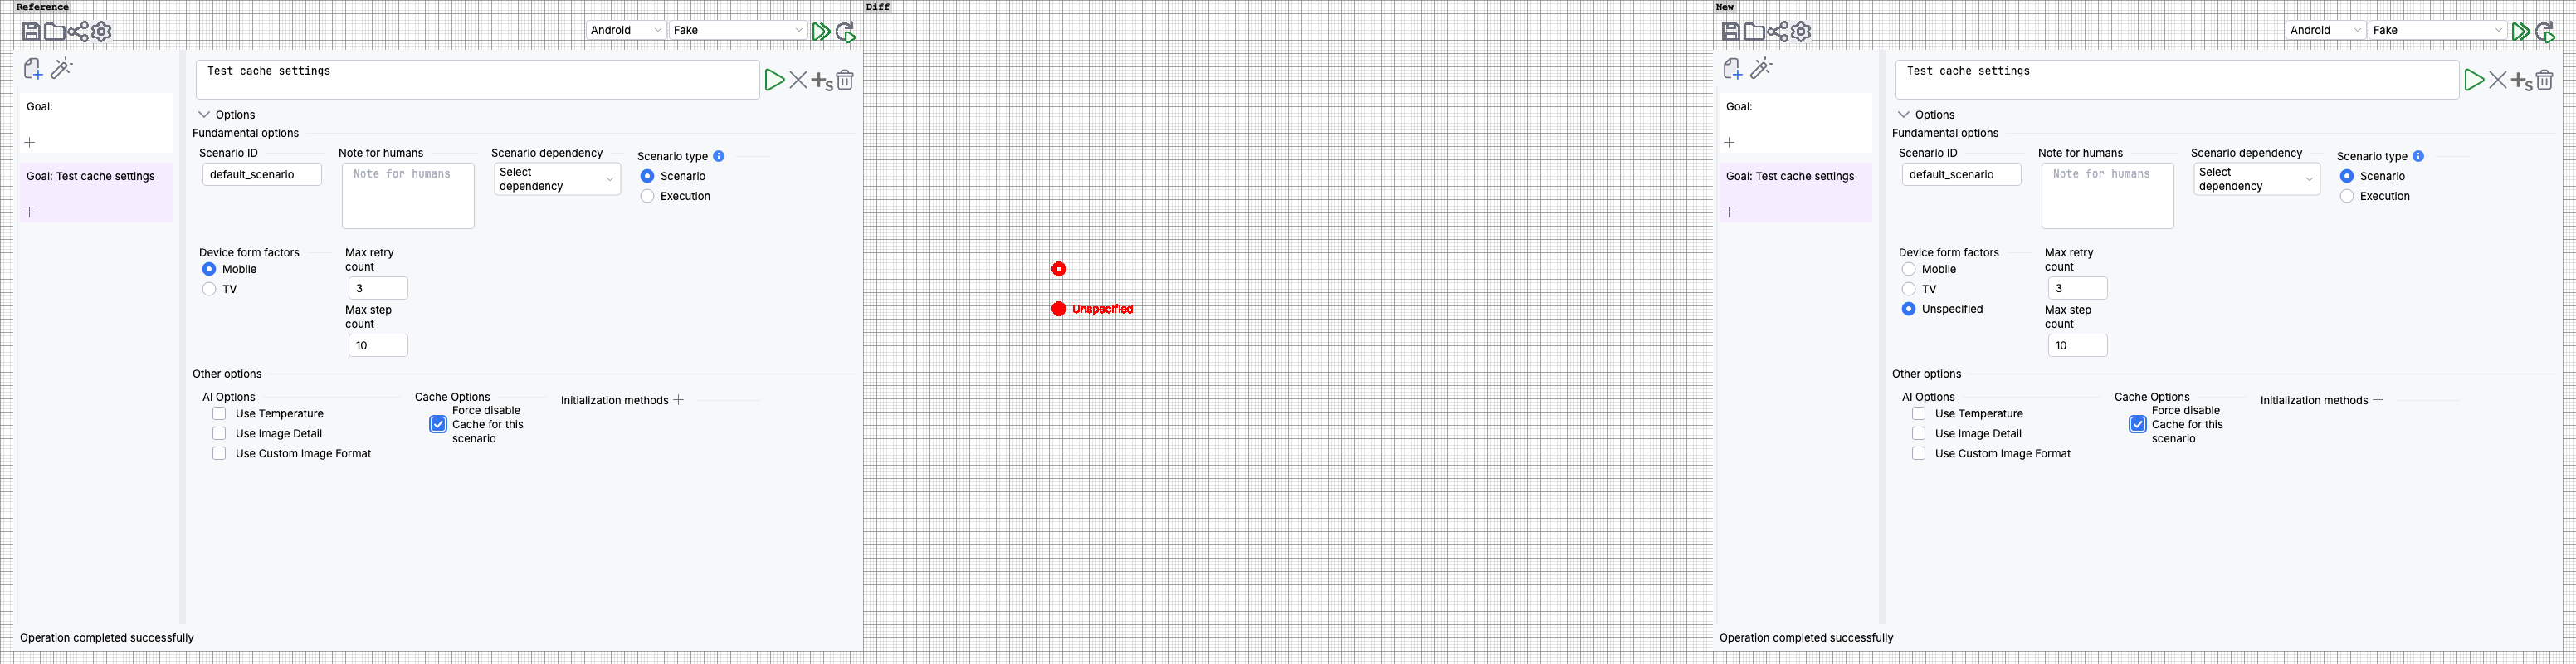 Reference
Android
Fake
Test cache settings
Goal:
Options
Fundamental options
Scenario ID
Note for humans
Scenario dependency
Scenario type
default_scenario
Note for humans
Select
dependency
Scenario
Execution
Goal: Test cache settings
Device form factors
Mobile
TV
Max retry
count
3
Max step
count
10
Other options
AI Options
Use Temperature
Use Image Detail
Use Custom Image Format
Cache Options
Force disable
Cache for this
scenario
Initialization methods
Operation completed successfully
Diff
Unspecified
New
Android
Fake
Test cache settings
Goal:
Options
Fundamental options
Scenario ID
Note for humans
Scenario dependency
Scenario type
default_scenario
Note for humans
Select
dependency
Scenario
Execution
Goal: Test cache settings
Device form factors
Mobile
TV
Unspecified
Max retry
count
3
Max step
count
10
Other options
AI Options
Use Temperature
Use Image Detail
Use Custom Image Format
Cache Options
Force disable
Cache for this
scenario
Initialization methods
Operation completed successfully